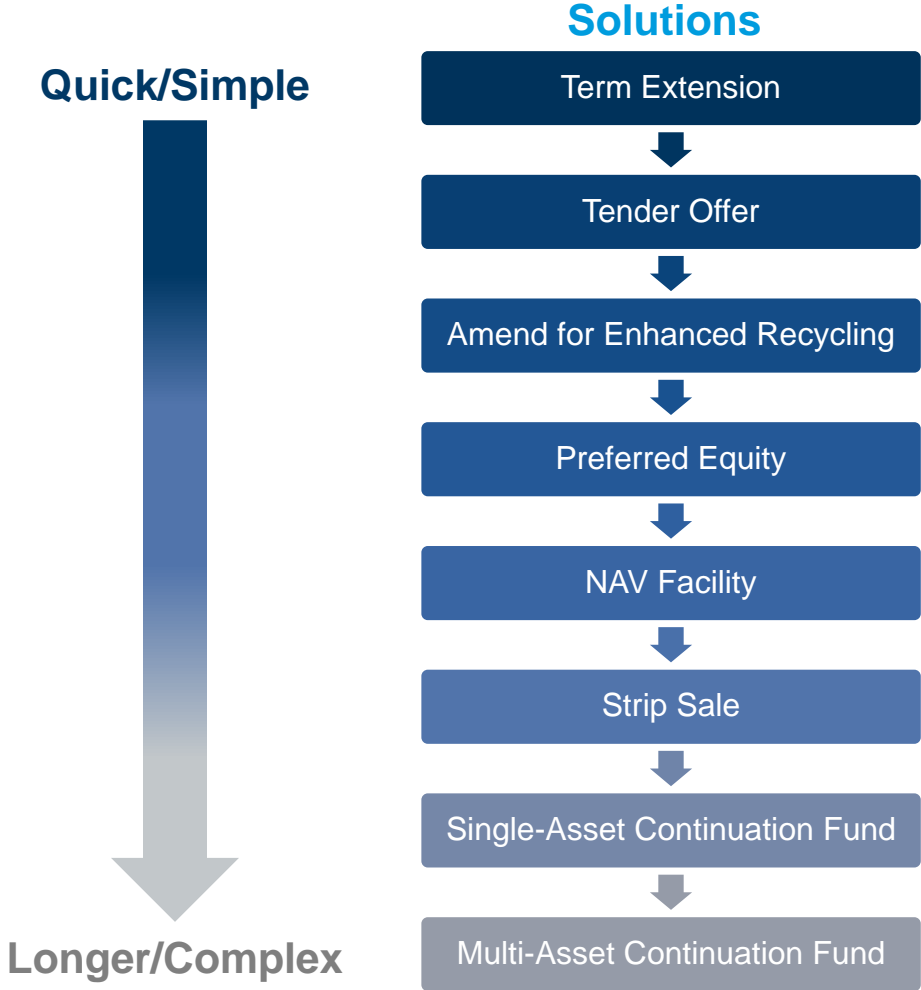 Solutions
Quick/Simple
Term Extension
Tender Offer
Amend for Enhanced Recycling
Preferred Equity
NAV Facility
Strip Sale
Single-Asset Continuation Fund
Multi-Asset Continuation Fund
Longer/Complex